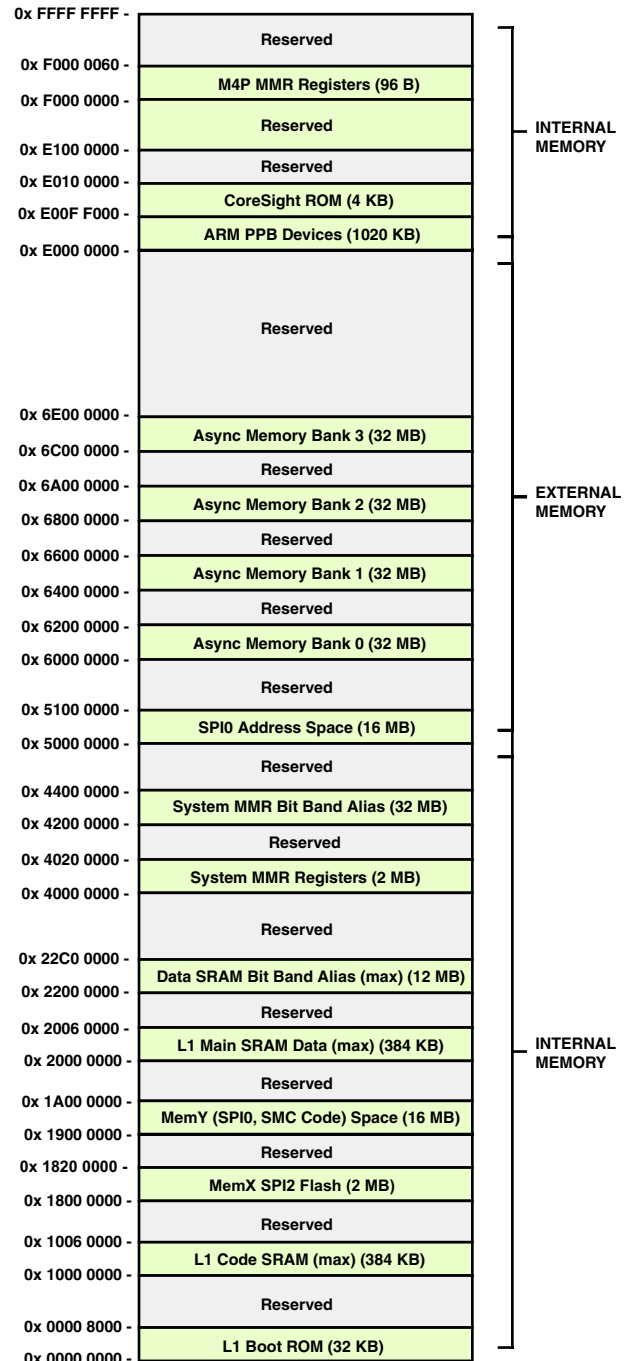 0x FFFF FFFF -
Reserved
0x F000 0060 -
M4P MMR Registers (96 B)
0x F000 0000 -
Reserved
INTERNAL
MEMORY
0x E100 0000 -
Reserved
0x E010 0000 -
CoreSight ROM (4 KB)
0x E00F F000 -
ARM PPB Devices (1020 KB)
0x E000 0000 -
Reserved
0x 6E00 0000 -
Async Memory Bank 3 (32 MB)
0x 6C00 0000 -
Reserved
0x 6A00 0000 -
Async Memory Bank 2 (32 MB)
EXTERNAL
MEMORY
0x 6800 0000 -
Reserved
0x 6600 0000 -
Async Memory Bank 1 (32 MB)
0x 6400 0000 -
Reserved
0x 6200 0000 -
Async Memory Bank 0 (32 MB)
0x 6000 0000 -
Reserved
0x 5100 0000 -
SPI0 Address Space (16 MB)
0x 5000 0000 -
Reserved
0x 4400 0000 -
System MMR Bit Band Alias (32 MB)
0x 4200 0000 -
Reserved
0x 4020 0000 -
System MMR Registers (2 MB)
0x 4000 0000 -
Reserved
0x 22C0 0000 -
Data SRAM Bit Band Alias (max) (12 MB)
0x 2200 0000 -
Reserved
0x 2006 0000 -
L1 Main SRAM Data (max) (384 KB)
INTERNAL
MEMORY
0x 2000 0000 -
Reserved
0x 1A00 0000 -
MemY (SPI0, SMC Code) Space (16 MB)
0x 1900 0000 -
Reserved
0x 1820 0000 -
MemX SPI2 Flash (2 MB)
0x 1800 0000 -
Reserved
0x 1006 0000 -
L1 Code SRAM (max) (384 KB)
0x 1000 0000 -
Reserved
0x 0000 8000 -
L1 Boot ROM (32 KB)
0x 0000 0000 -